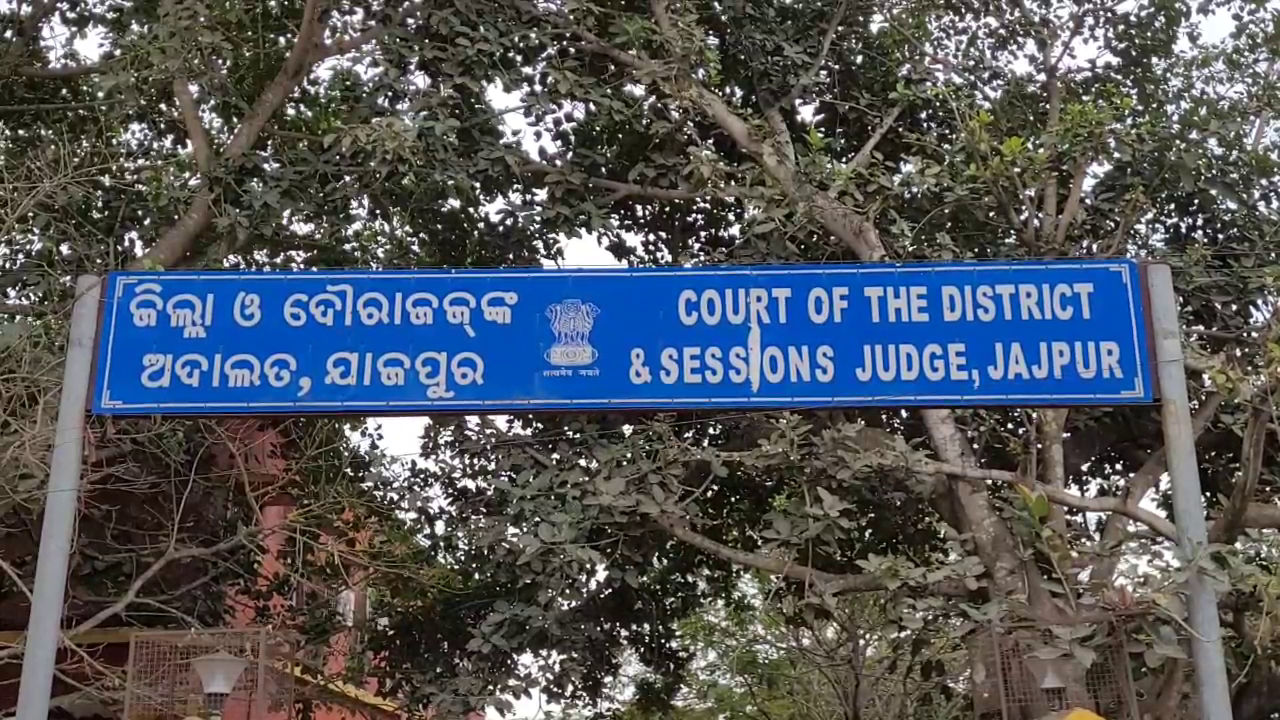 ଜିଲ୍ଲା ଓ ଦୌରାଜଜ୍‌ଙ୍କ
ଅଦାଲତ, ଯାଜପୁର
सत्यमेव जयते
COURT OF THE DISTRICT
& SESSIONS JUDGE, JAJPUR